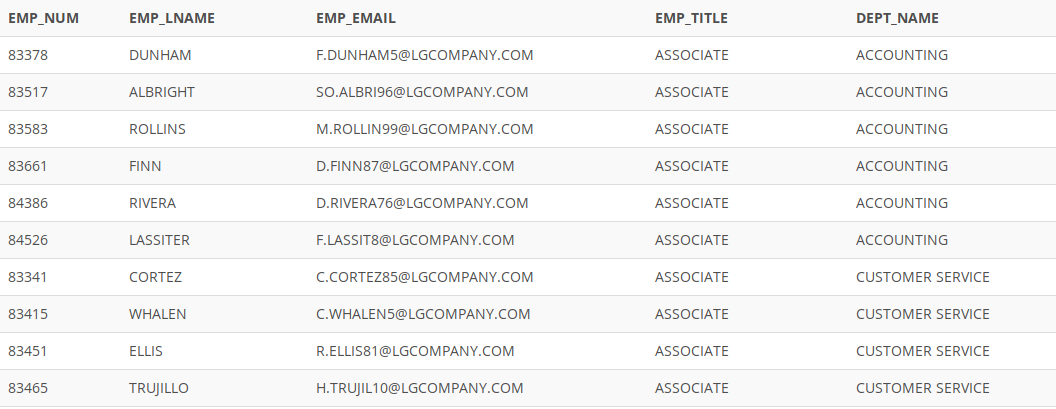 EMP_NUM EMP_LNAME EMP_EMAIL EMP_TITLE DEPT_NAME
83378 DUNHAM F.DUNHAM5@LGCOMPANY.COM ASSOCIATE ACCOUNTING
83517 ALBRIGHT SO.ALBRI96@LGCOMPANY.COM ASSOCIATE ACCOUNTING
83583 ROLLINS M.ROLLIN99@LGCOMPANY.COM ASSOCIATE ACCOUNTING
83661 FINN D.FINN87@LGCOMPANY.COM ASSOCIATE ACCOUNTING
84386 RIVERA D.RIVERA76@LGCOMPANY.COM ASSOCIATE ACCOUNTING
84526 LASSITER F.LASSIT8@LGCOMPANY.COM ASSOCIATE ACCOUNTING
83341 CORTEZ C.CORTEZ85@LGCOMPANY.COM ASSOCIATE CUSTOMER SERVICE
83415 WHALEN C.WHALEN5@LGCOMPANY.COM ASSOCIATE CUSTOMER SERVICE
83451 ELLIS R.ELLIS81@LGCOMPANY.COM ASSOCIATE CUSTOMER SERVICE
83465 TRUJILLO H.TRUJIL10@LGCOMPANY.COM ASSOCIATE CUSTOMER SERVICE